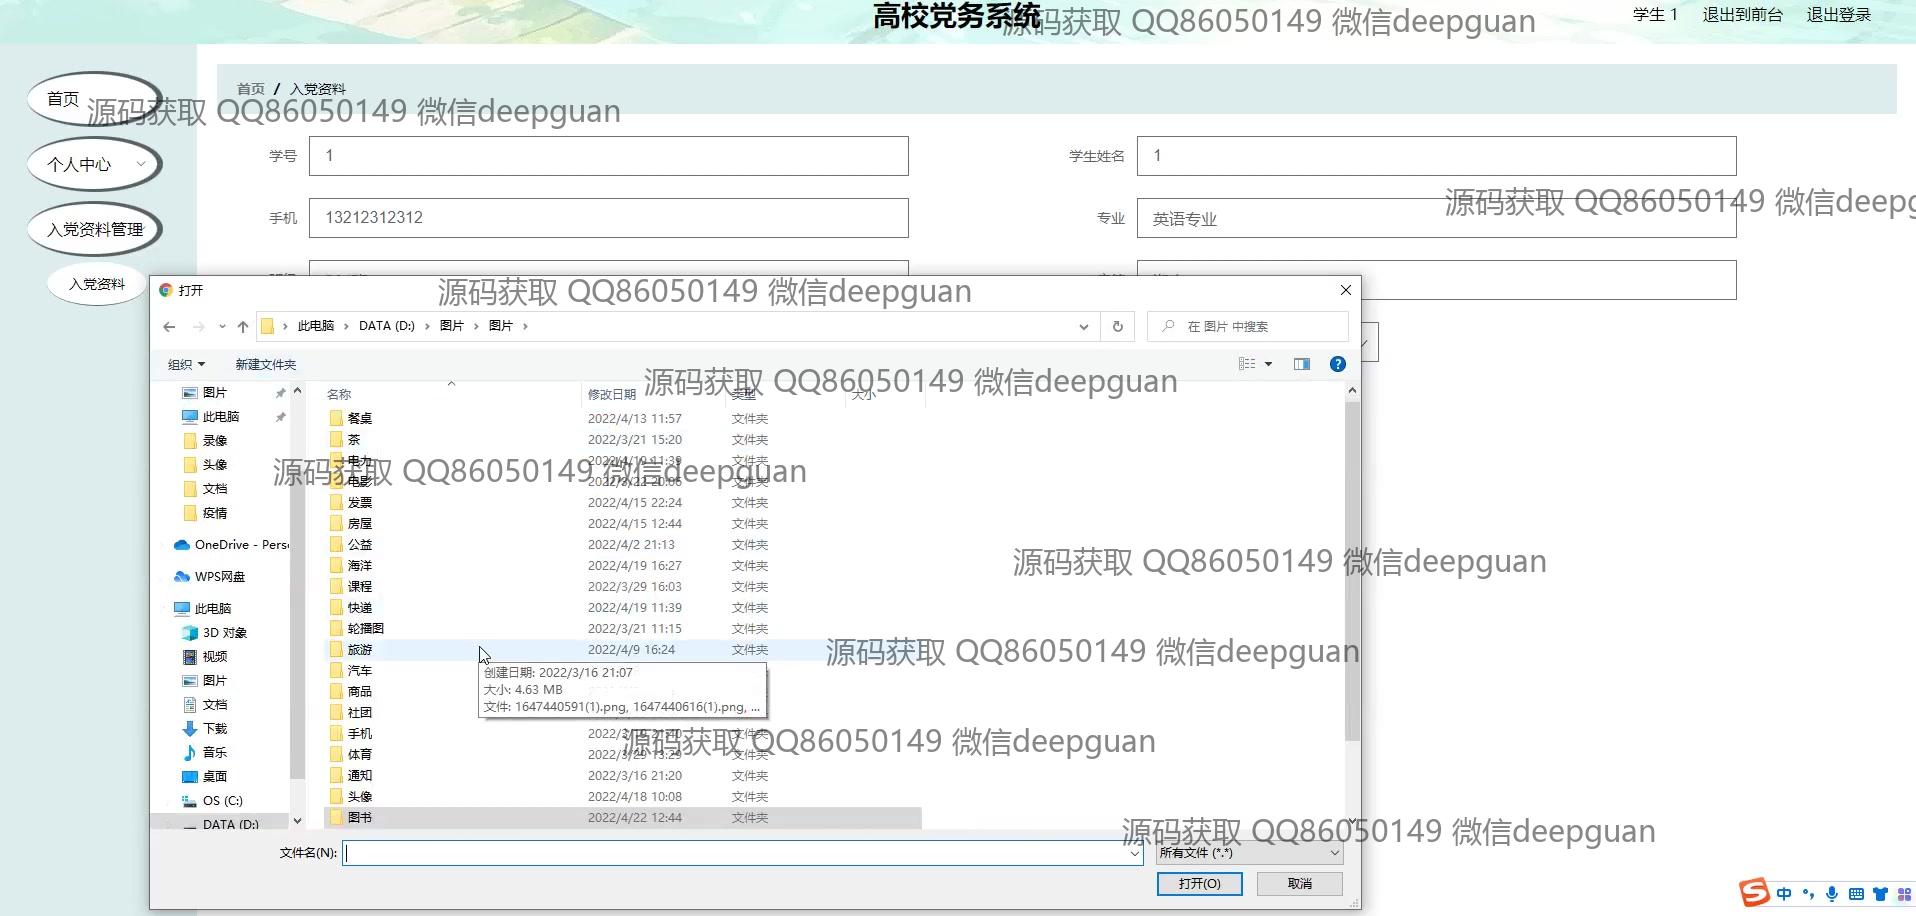 高校党务系统
源码获取 QQ86050149 微信deepguan
学生 1 退出到前台 退出登录
首页
个人中心
入党资料管理
入党资料
首页 / 入党资料
源码获取 QQ86050149 微信deepguan
学号 1
学生姓名 1
源码获取 QQ86050149 微信deepg
手机 13212312312
专业 英语专业
打开
源码获取 QQ86050149 微信deepguan
此电脑 › DATA (D:) › 图片 › 图片 ›
在 图片 中搜索
组织 新建文件夹
源码获取 QQ86050149 微信deepguan
图片
此电脑
录像
头像
文档
疫情
OneDrive - Pers
WPS网盘
此电脑
3D 对象
视频
图片
文档
下载
音乐
桌面
OS (C:)
DATA (D:)
名称 修改日期 类型 大小
餐桌 2022/4/13 11:57 文件夹
茶 2022/3/21 15:20 文件夹
电力 2022/4/19 11:39 文件夹
源码获取 QQ86050149 微信deepguan
电影 2022/3/22 20:06 文件夹
发票 2022/4/15 22:24 文件夹
房屋 2022/4/15 12:44 文件夹
公益 2022/4/2 21:13 文件夹
源码获取 QQ86050149 微信deepguan
海洋 2022/4/19 16:27 文件夹
课程 2022/3/29 16:03 文件夹
快递 2022/4/19 11:39 文件夹
轮播图 2022/3/21 11:15 文件夹
旅游 2022/4/9 16:24 文件夹
源码获取 QQ86050149 微信deepguan
汽车
商品
社团
创建日期: 2022/3/16 21:07
大小: 4.63 MB
文件: 1647440591(1).png, 1647440616(1).png, ...
手机 文件夹
源码获取 QQ86050149 微信deepguan
体育 2022/3/29 13:29 文件夹
通知 2022/3/16 21:20 文件夹
头像 2022/4/18 10:08 文件夹
图书 2022/4/22 12:44 文件夹
源码获取 QQ86050149 微信deepguan
文件名(N):
所有文件 (*.*)
打开(O) 取消
中